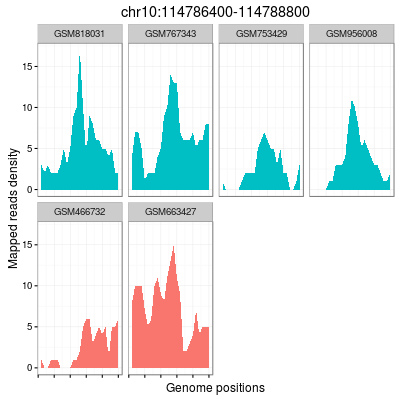 chr10:114786400-114788800
GSM818031 GSM767343 GSM753429 GSM956008
15
10
5
0
GSM466732 GSM663427
15
10
5
0
Mapped reads density
Genome positions